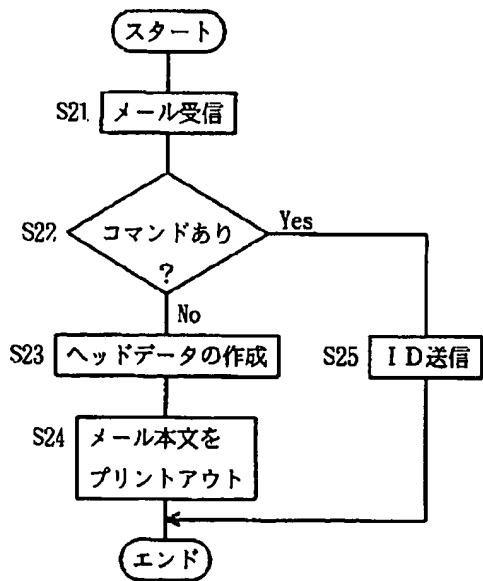 スタート
S21 メール受信
S22 コマンドあり
?
Yes
No
S23 ヘッドデータの作成
S25 ID送信
S24 メール本文を
プリントアウト
エンド